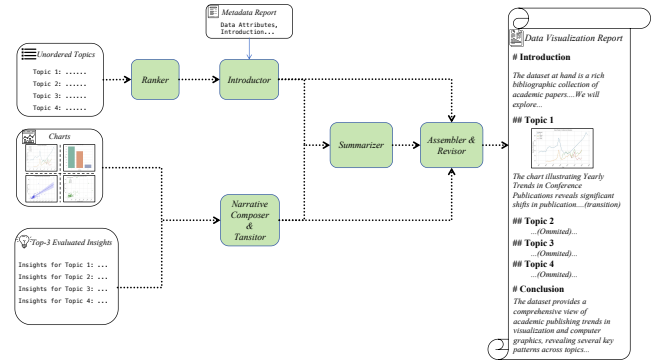 Metadata Report
Data Attributes,
Introduction...
Unordered Topics
Topic 1: ......
Topic 2: ......
Topic 3: ......
Topic 4: ......
Ranker
Introductor
Charts
Summarizer
Assembler &
Revisor
Narrative
Composer
&
Tansitor
Top-3 Evaluated Insights
Insights for Topic 1: ...
Insights for Topic 2: ...
Insights for Topic 3: ...
Insights for Topic 4: ...
Data Visualization Report
# Introduction
The dataset at hand is a rich
bibliographic collection of
academic papers....We will
explore...
## Topic 1
The chart illustrating Yearly
Trends in Conference
Publications reveals significant
shifts in publication....(transition)
## Topic 2
...(Ommited)...
## Topic 3
...(Ommited)...
## Topic 4
...(Ommited)...
# Conclusion
The dataset provides a
comprehensive view of
academic publishing trends in
visualization and computer
graphics, revealing several key
patterns across topics...